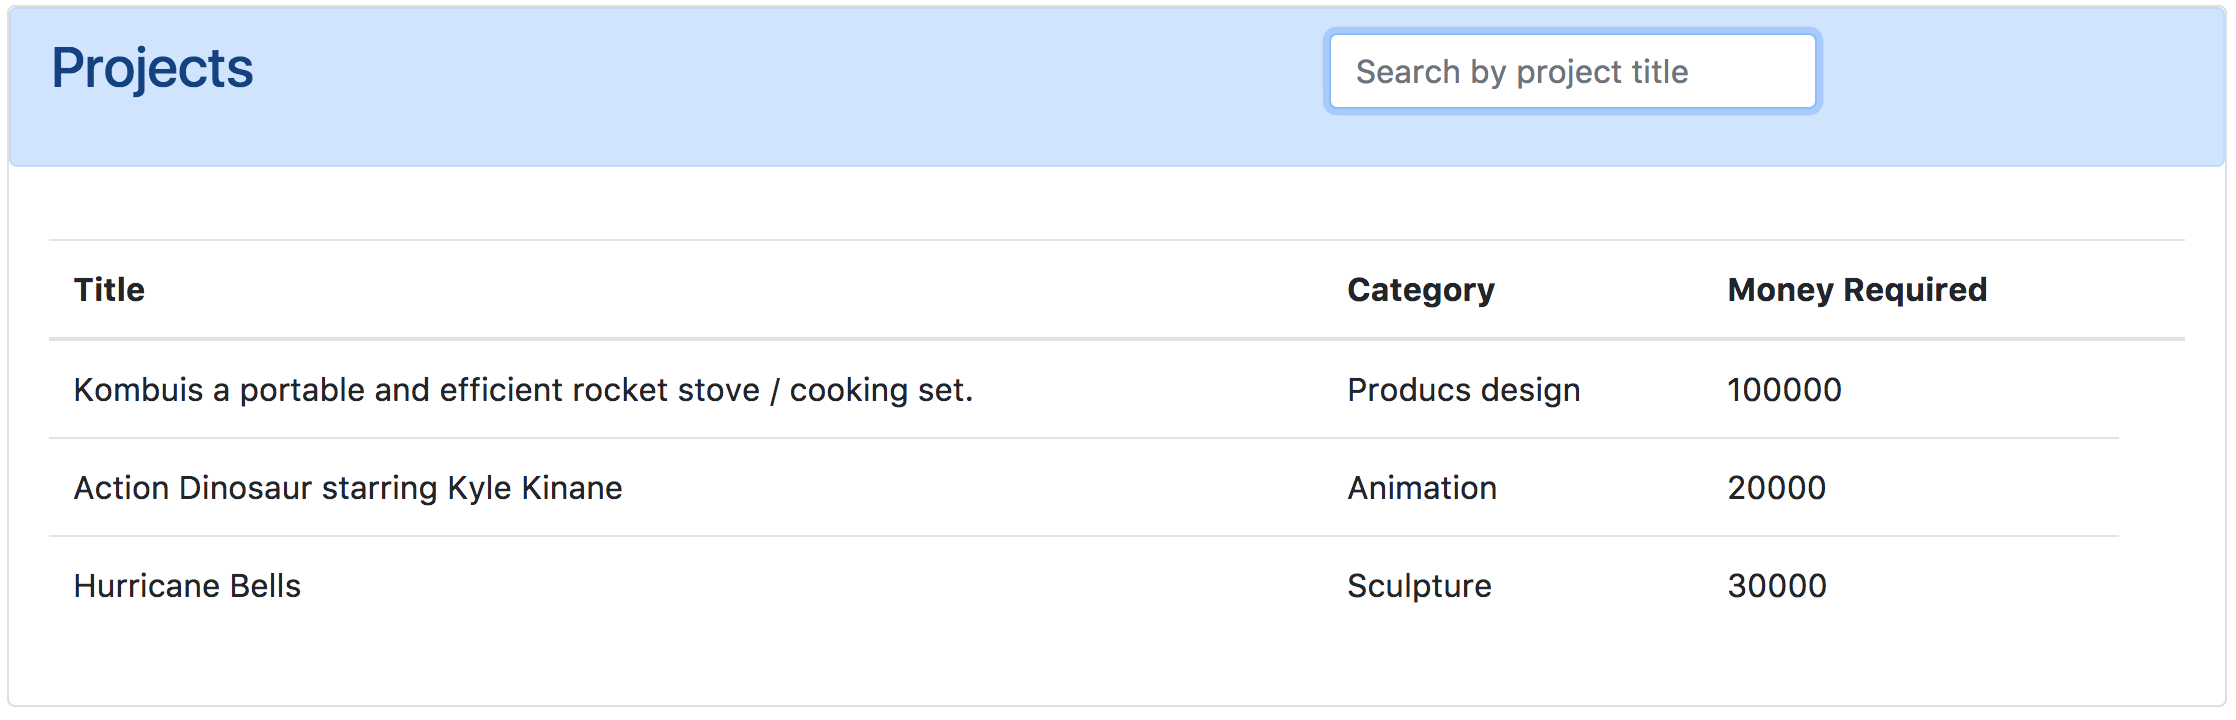 Projects
Search by project title
Title Category Money Required
Kombuis a portable and efficient rocket stove / cooking set. Producs design 100000
Action Dinosaur starring Kyle Kinane Animation 20000
Hurricane Bells Sculpture 30000